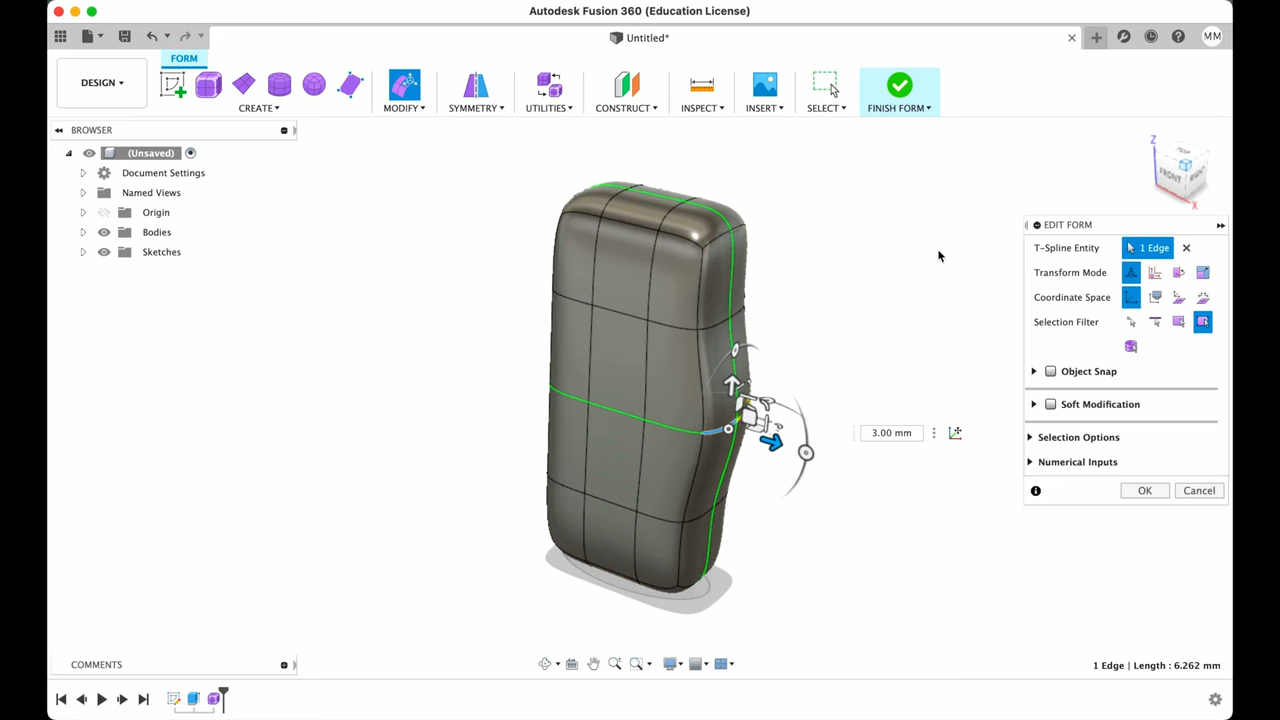 Autodesk Fusion 360 (Education License)
Untitled*
MM
FORM
DESIGN
CREATE
MODIFY
SYMMETRY
UTILITIES
CONSTRUCT
INSPECT
INSERT
SELECT
FINISH FORM
BROWSER
(Unsaved)
Document Settings
Named Views
Origin
Bodies
Sketches
Z
TOP
FRONT
RIGHT
X
EDIT FORM
T-Spline Entity
1 Edge
Transform Mode
Coordinate Space
Selection Filter
Object Snap
Soft Modification
Selection Options
Numerical Inputs
OK
Cancel
3.00 mm
COMMENTS
1 Edge | Length : 6.262 mm